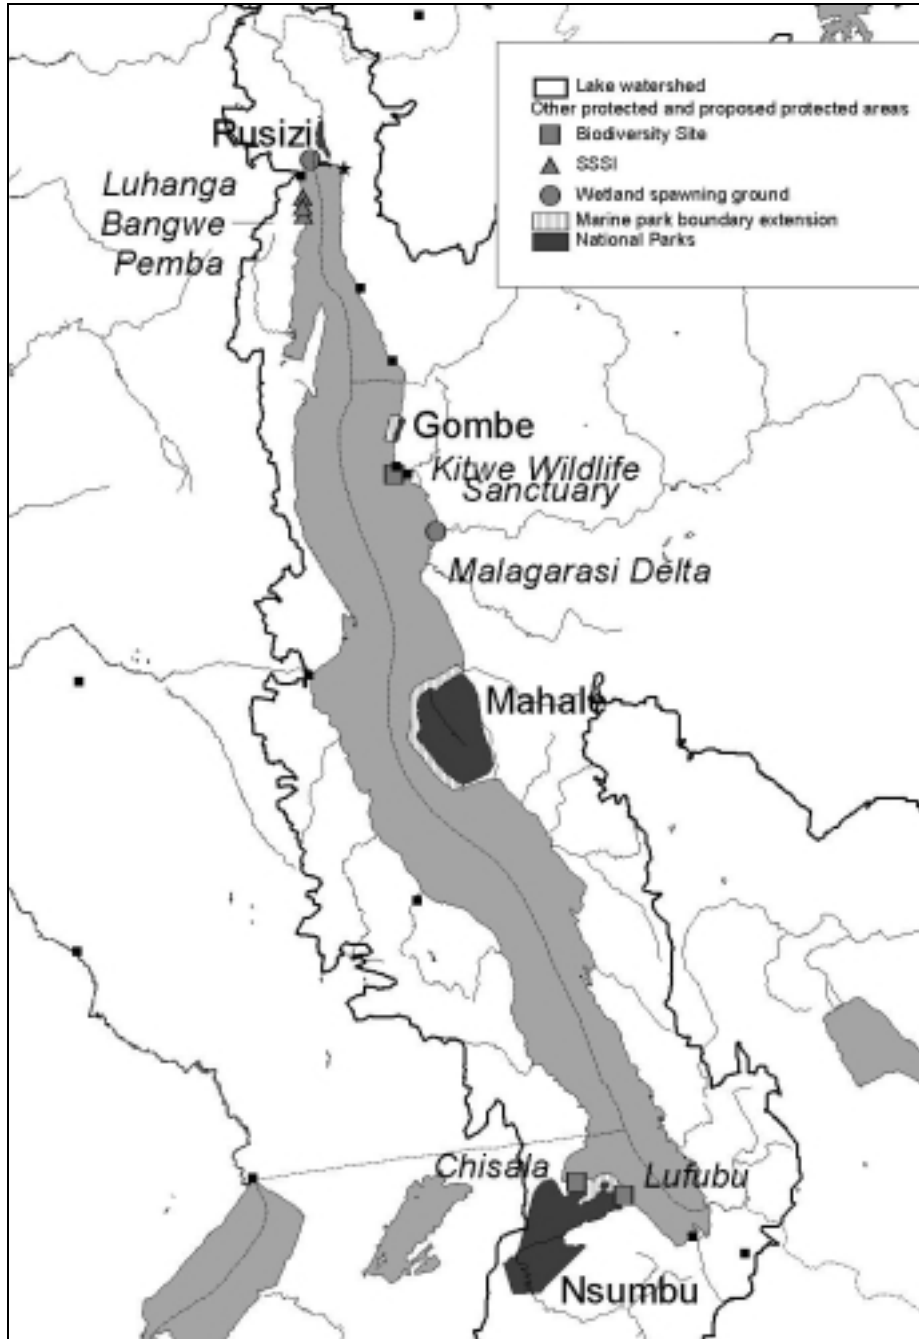 Lake watershed
Other protected and proposed protected areas
Biodiversity Site
SSSI
Wetland spawning ground
Marine park boundary extension
National Parks
Rusizi
Luhanga
Bangwe
Pemba
Gombe
Kitwe Wildlife
Sanctuary
Malagarasi Delta
Mahale
Chisala
Lufubu
Nsumbu